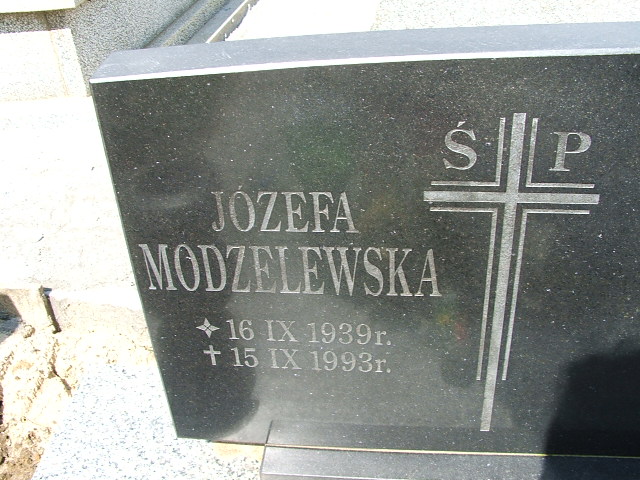 Ś P
JÓZEFA
MODZELEWSKA
16 IX 1939r.
15 IX 1993r.